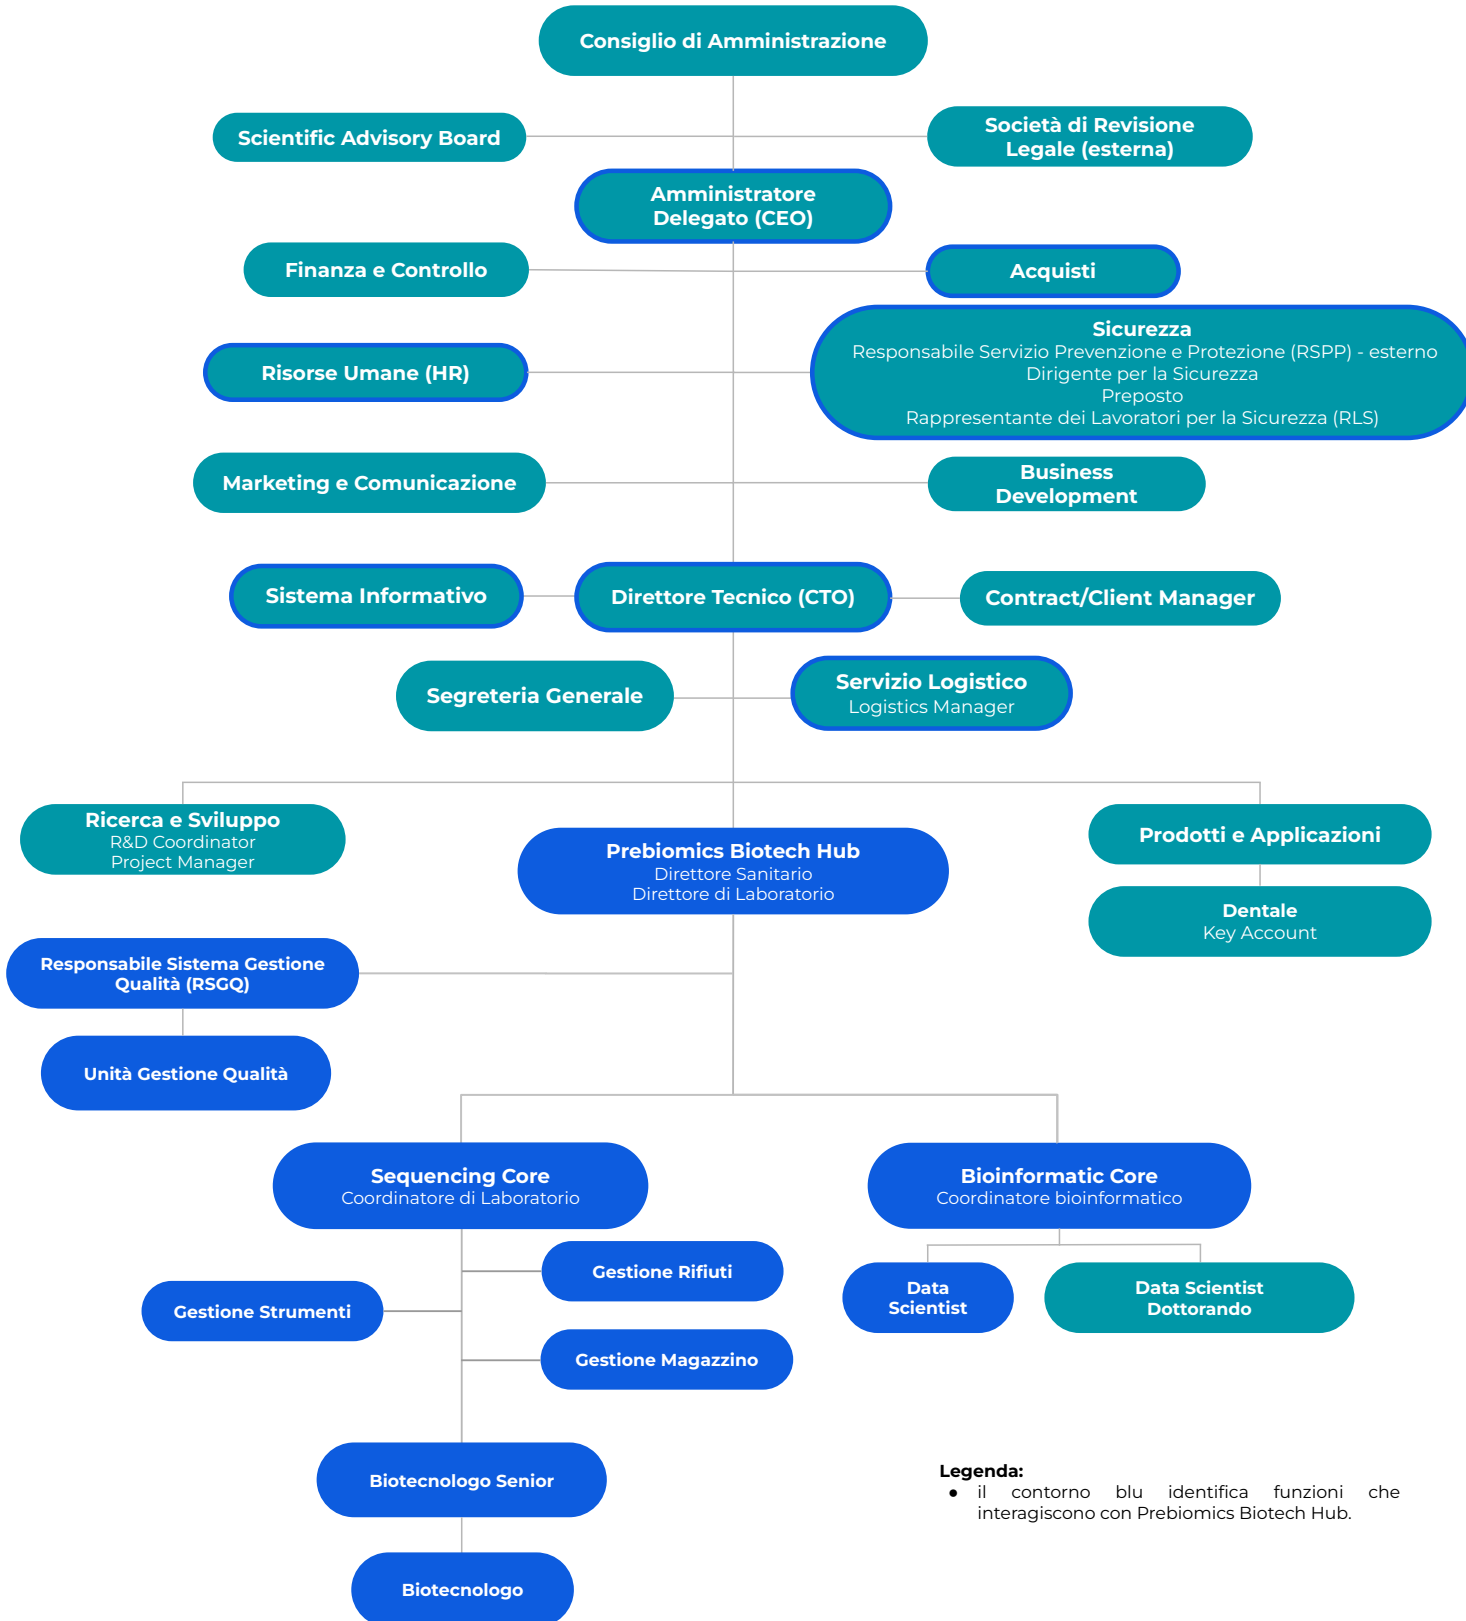 Consiglio di Amministrazione
Scientific Advisory Board
Società di Revisione
Legale (esterna)
Amministratore
Delegato (CEO)
Finanza e Controllo
Acquisti
Sicurezza
Responsabile Servizio Prevenzione e Protezione (RSPP) - esterno
Dirigente per la Sicurezza
Preposto
Rappresentante dei Lavoratori per la Sicurezza (RLS)
Risorse Umane (HR)
Marketing e Comunicazione
Business
Development
Sistema Informativo
Direttore Tecnico (CTO)
Contract/Client Manager
Segreteria Generale
Servizio Logistico
Logistics Manager
Ricerca e Sviluppo
R&D Coordinator
Project Manager
Prebiomics Biotech Hub
Direttore Sanitario
Direttore di Laboratorio
Prodotti e Applicazioni
Dentale
Key Account
Responsabile Sistema Gestione
Qualità (RSGQ)
Unità Gestione Qualità
Sequencing Core
Coordinatore di Laboratorio
Bioinformatic Core
Coordinatore bioinformatico
Gestione Rifiuti
Gestione Strumenti
Gestione Magazzino
Data
Scientist
Data Scientist
Dottorando
Biotecnologo Senior
Biotecnologo
Legenda:
● il contorno blu identifica funzioni che
interagiscono con Prebiomics Biotech Hub.